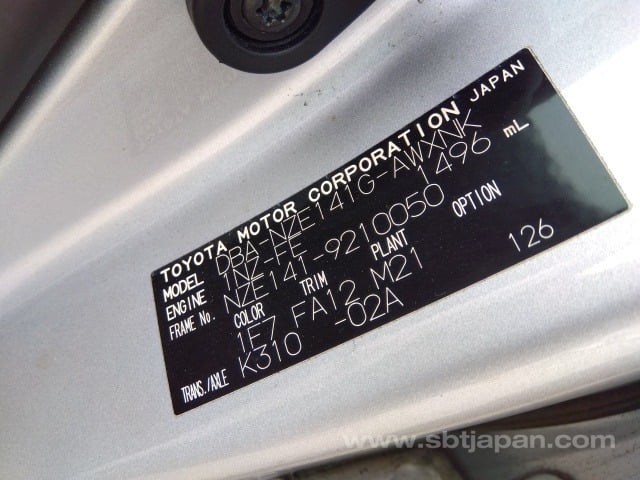 TOYOTA MOTOR CORPORATION JAPAN
MODEL DBA-NZE141G-AWXNK
ENGINE 1NZ-FE 1496 mL
FRAME No. NZE141-9210050
COLOR TRIM PLANT OPTION
1E7 FA12 M21 126
TRANS./AXLE K310 -02A
www.sbtjapan.com